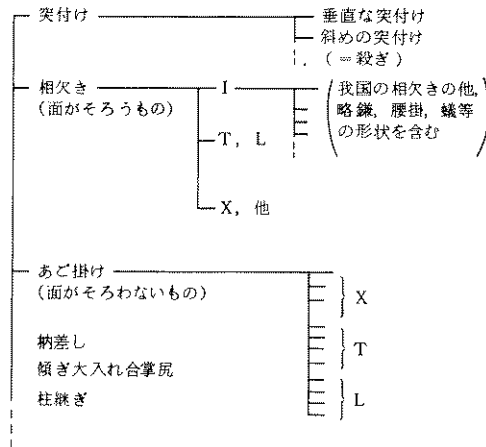 突付け
垂直な突付け
斜めの突付け
(=殺ぎ)
相欠き
(面がそろうもの)
I
我国の相欠きの他,
略鎌, 腰掛, 蟻等
の形状を含む
T, L
X, 他
あご掛け
(面がそろわないもの)
X
T
L
枘差し
傾ぎ大入れ合掌尻
柱継ぎ